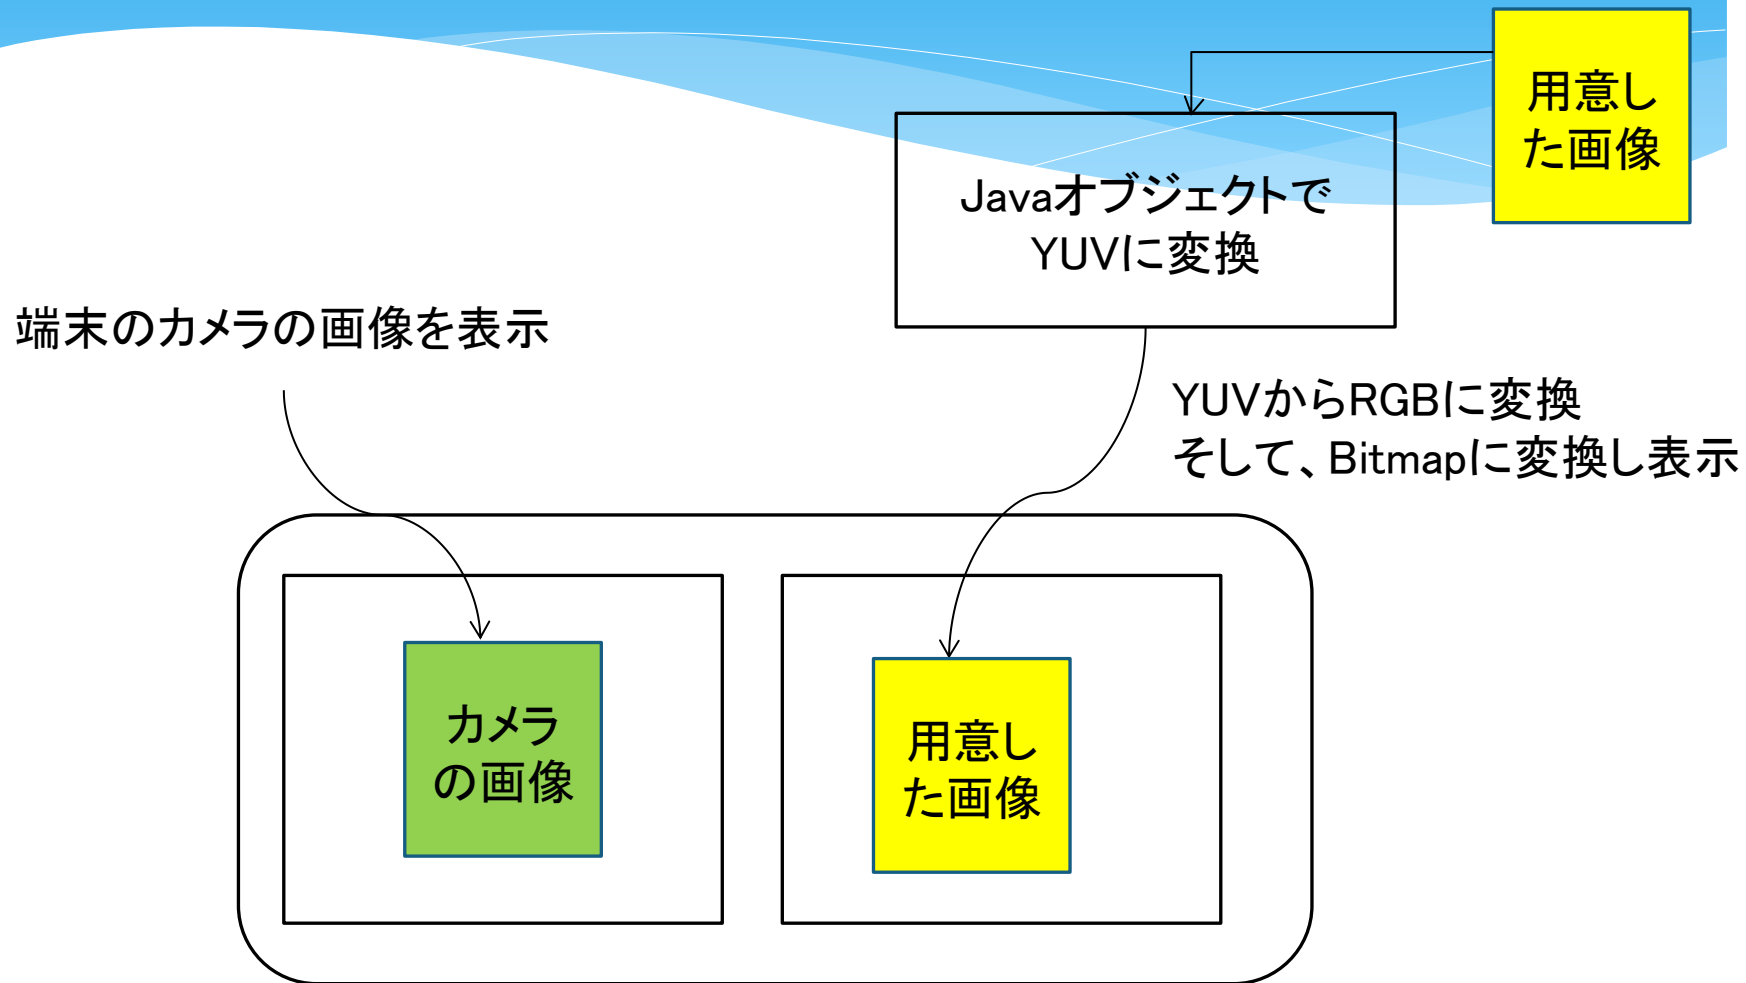 用意し
た画像
Javaオブジェクトで
YUVに変換
端末のカメラの画像を表示
YUVからRGBに変換
そして、Bitmapに変換し表示
カメラ
の画像
用意し
た画像